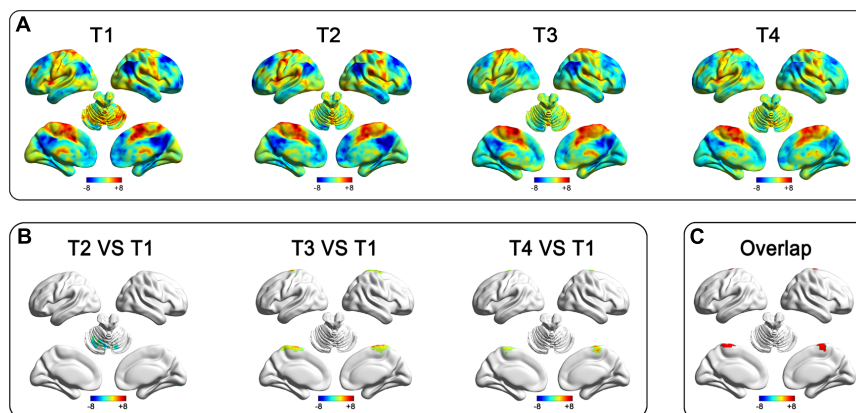 A
T1 T2 T3 T4
-8 +8 -8 +8 -8 +8 -8 +8
B C
T2 VS T1 T3 VS T1 T4 VS T1 Overlap
-8 +8 -8 +8 -8 +8 -8 +8